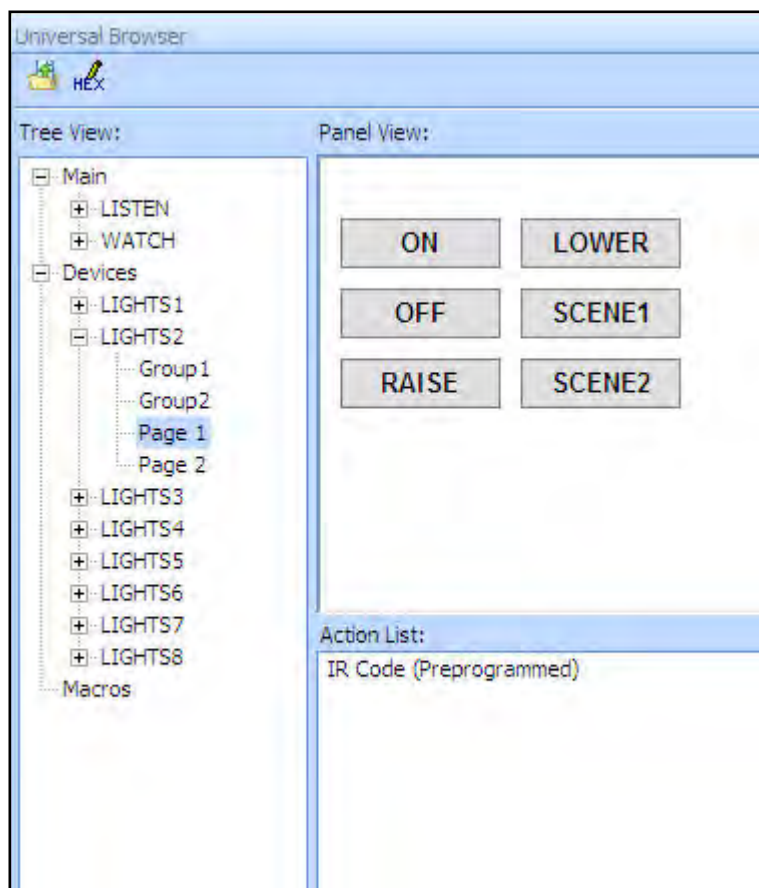 Universal Browser
HEX
Tree View:
Main
LISTEN
WATCH
Devices
LIGHTS1
LIGHTS2
Group1
Group2
Page 1
Page 2
LIGHTS3
LIGHTS4
LIGHTS5
LIGHTS6
LIGHTS7
LIGHTS8
Macros
Panel View:
ON LOWER
OFF SCENE1
RAISE SCENE2
Action List:
IR Code (Preprogrammed)